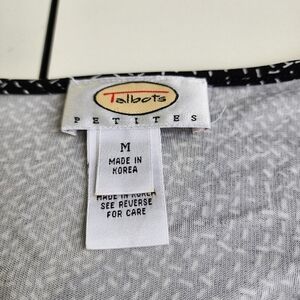 Talbots
PETITES
M
MADE IN
KOREA
MADE IN KOREA
SEE REVERSE
FOR CARE